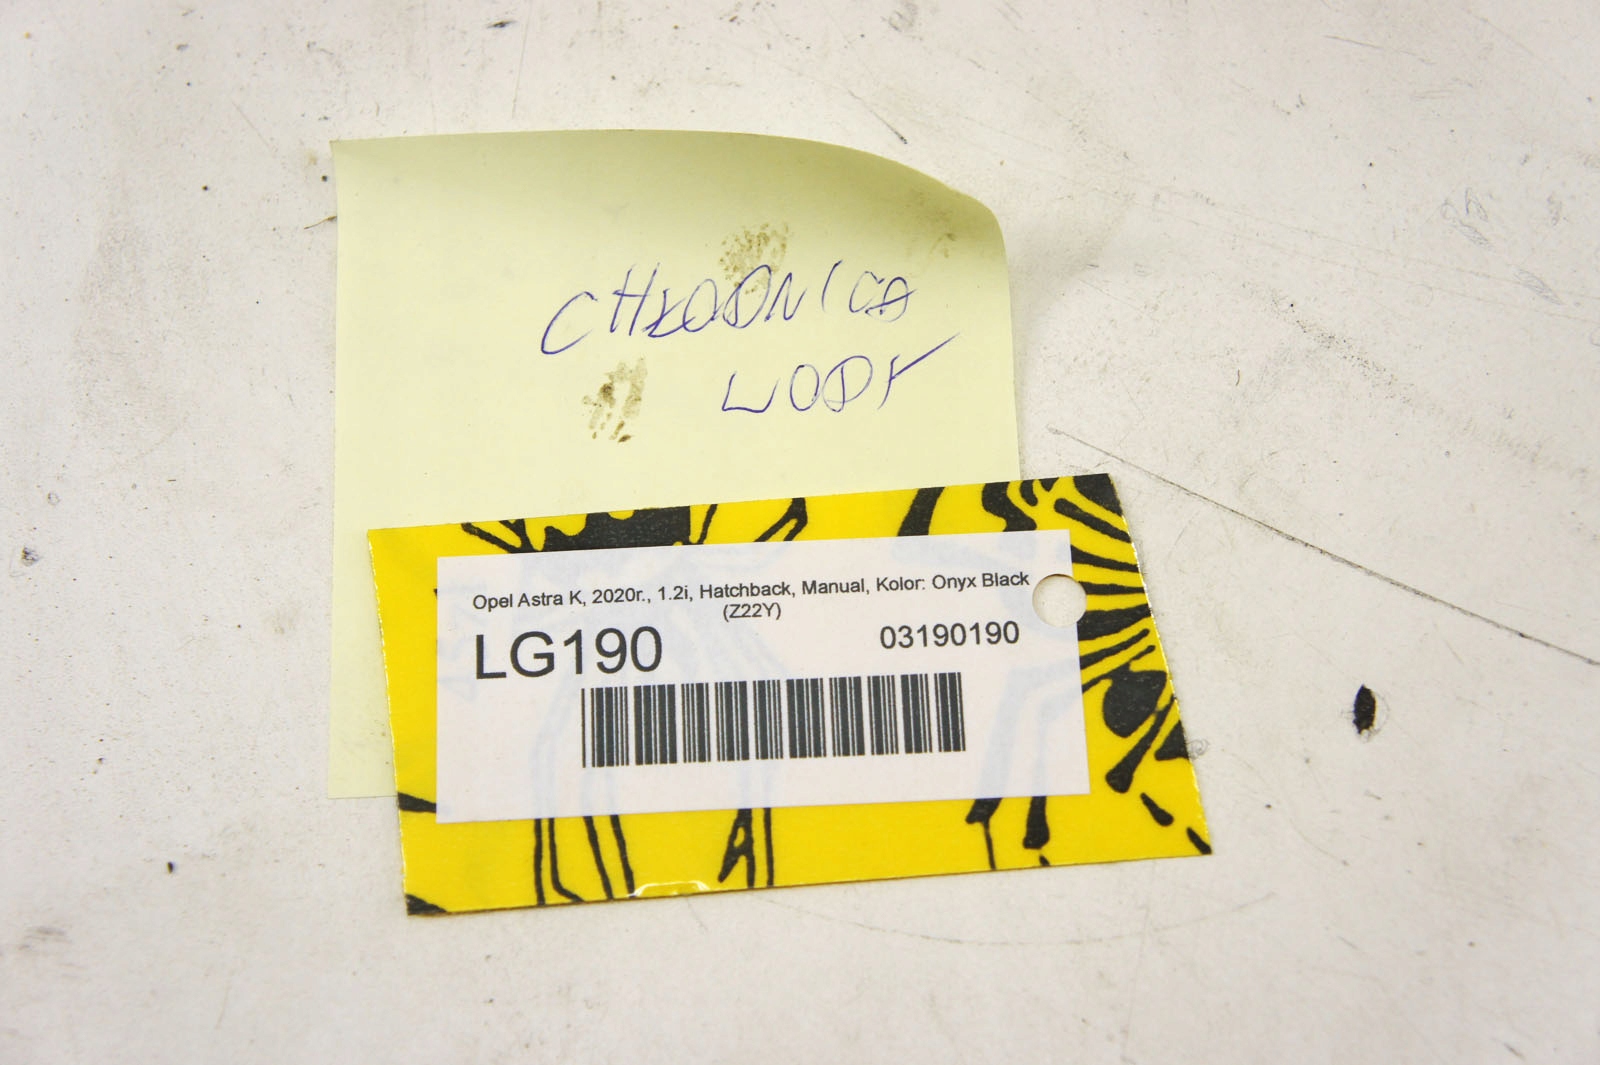 CHŁODNICA
WODY
Opel Astra K, 2020r., 1.2i, Hatchback, Manual, Kolor: Onyx Black
(Z22Y)
LG190
03190190